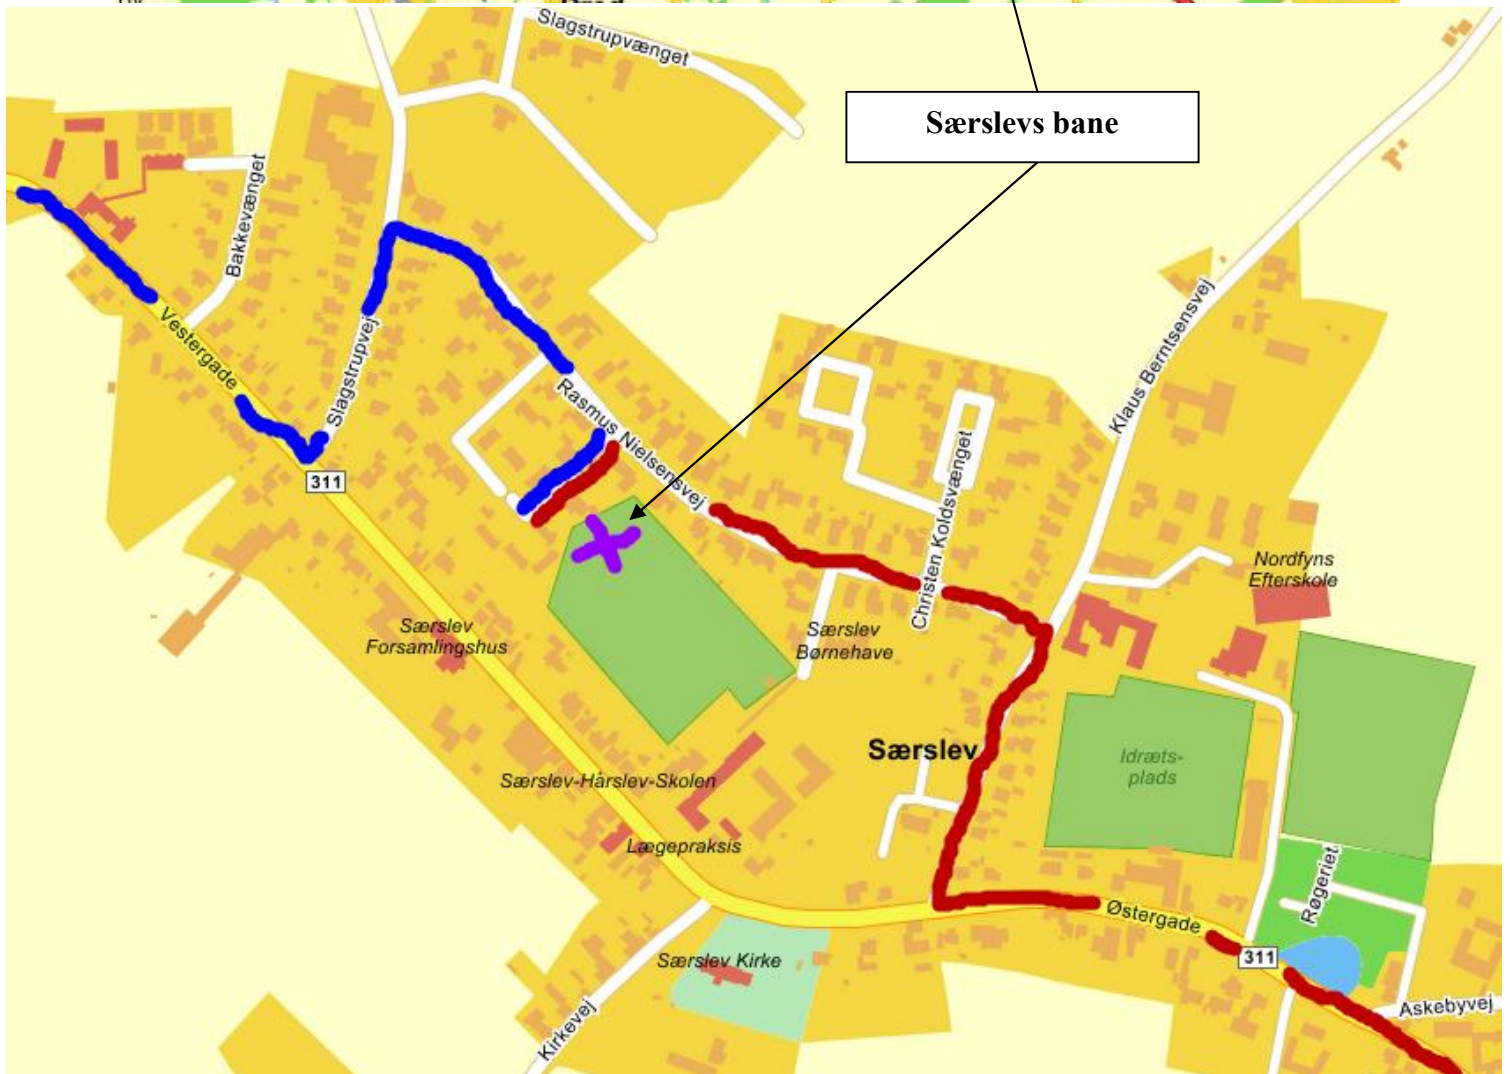 Slagstrupvænget
Særslevs bane
Bakkevænget
Vestergade
Slagstrupvej
311
Rasmus Nielsensvej
Klaus Berntsensvej
Christen Koldsvænget
Nordfyns
Efterskole
Særslev
Forsamlingshus
Særslev
Børnehave
Særslev
Idræts-
plads
Særslev-Hårslev-Skolen
Lægepraksis
Røgeriet
Østergade
311
Særslev Kirke
Askebyvej
Kirkevej